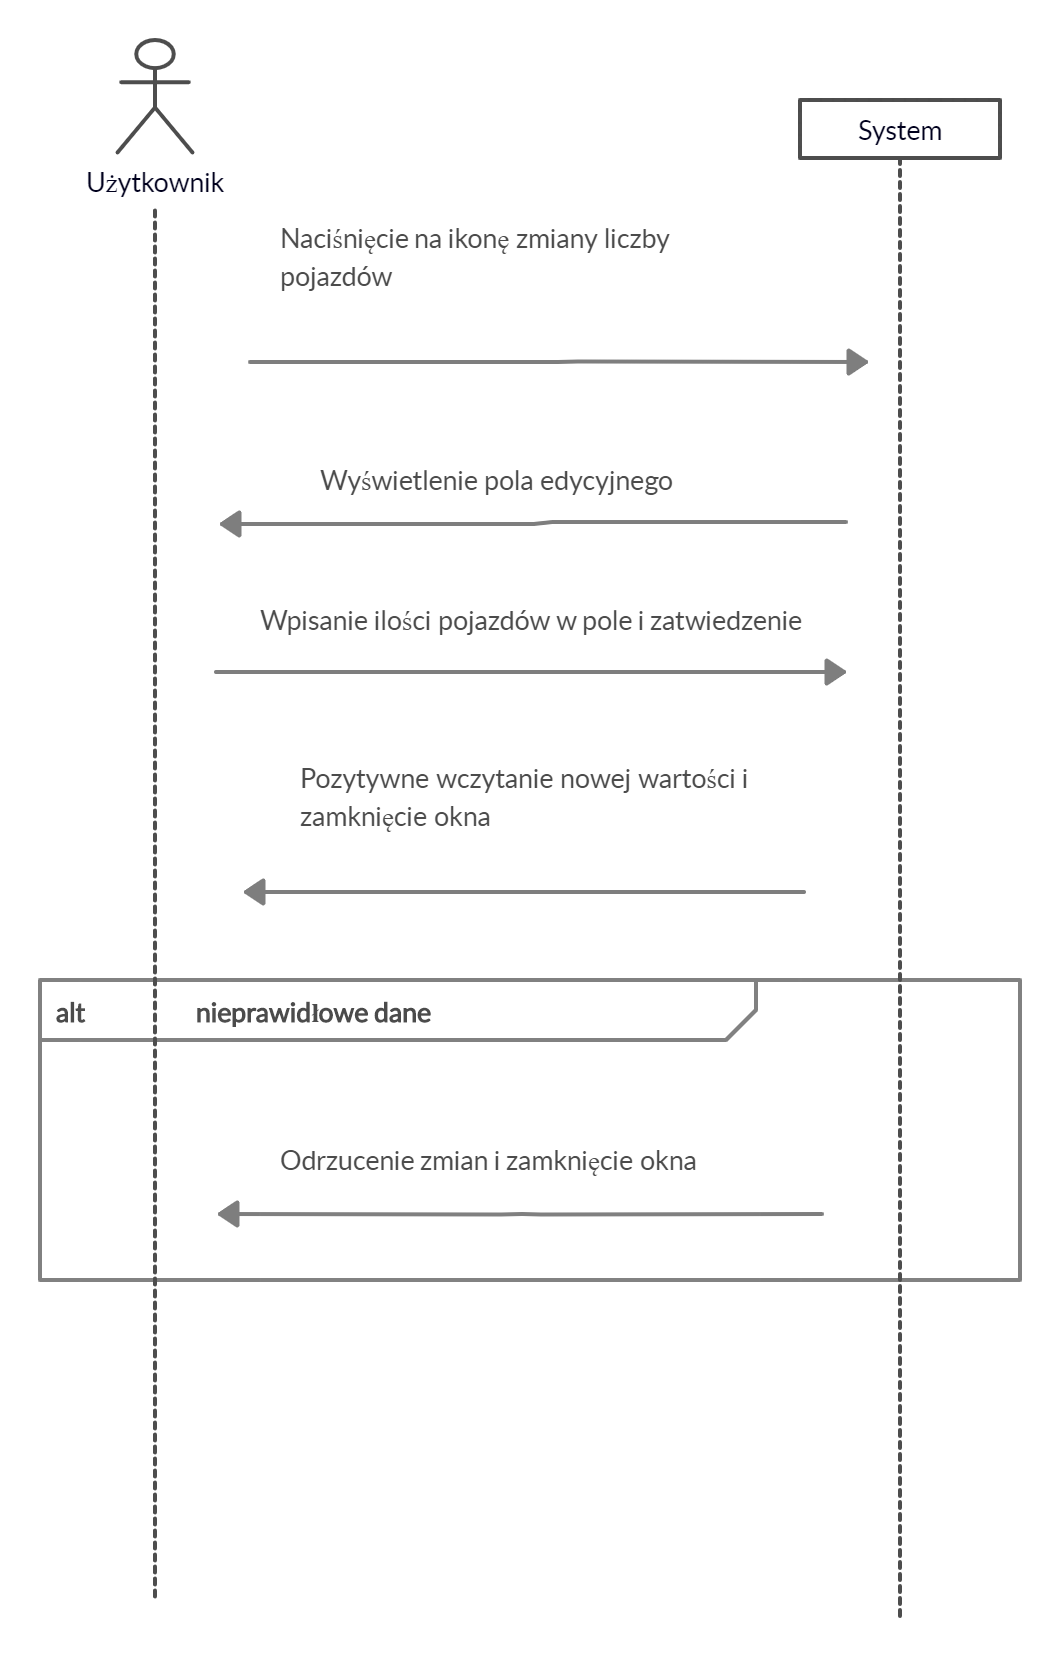 Użytkownik
System
Naciśnięcie na ikonę zmiany liczby
pojazdów
Wyświetlenie pola edycyjnego
Wpisanie ilości pojazdów w pole i zatwiedzenie
Pozytywne wczytanie nowej wartości i
zamknięcie okna
alt nieprawidłowe dane
Odrzucenie zmian i zamknięcie okna